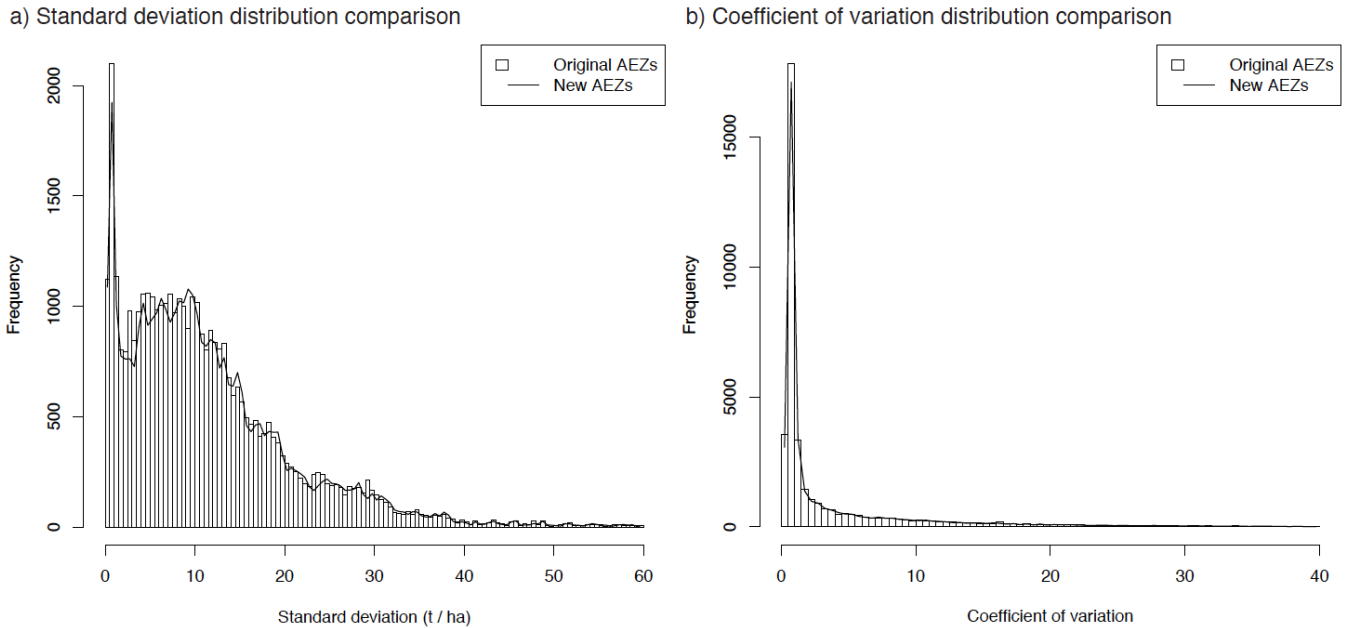 a) Standard deviation distribution comparison
Original AEZs
New AEZs
Frequency
2000
1500
1000
500
0
0 10 20 30 40 50 60
Standard deviation (t / ha)
b) Coefficient of variation distribution comparison
Original AEZs
New AEZs
Frequency
15000
10000
5000
0
0 10 20 30 40
Coefficient of variation